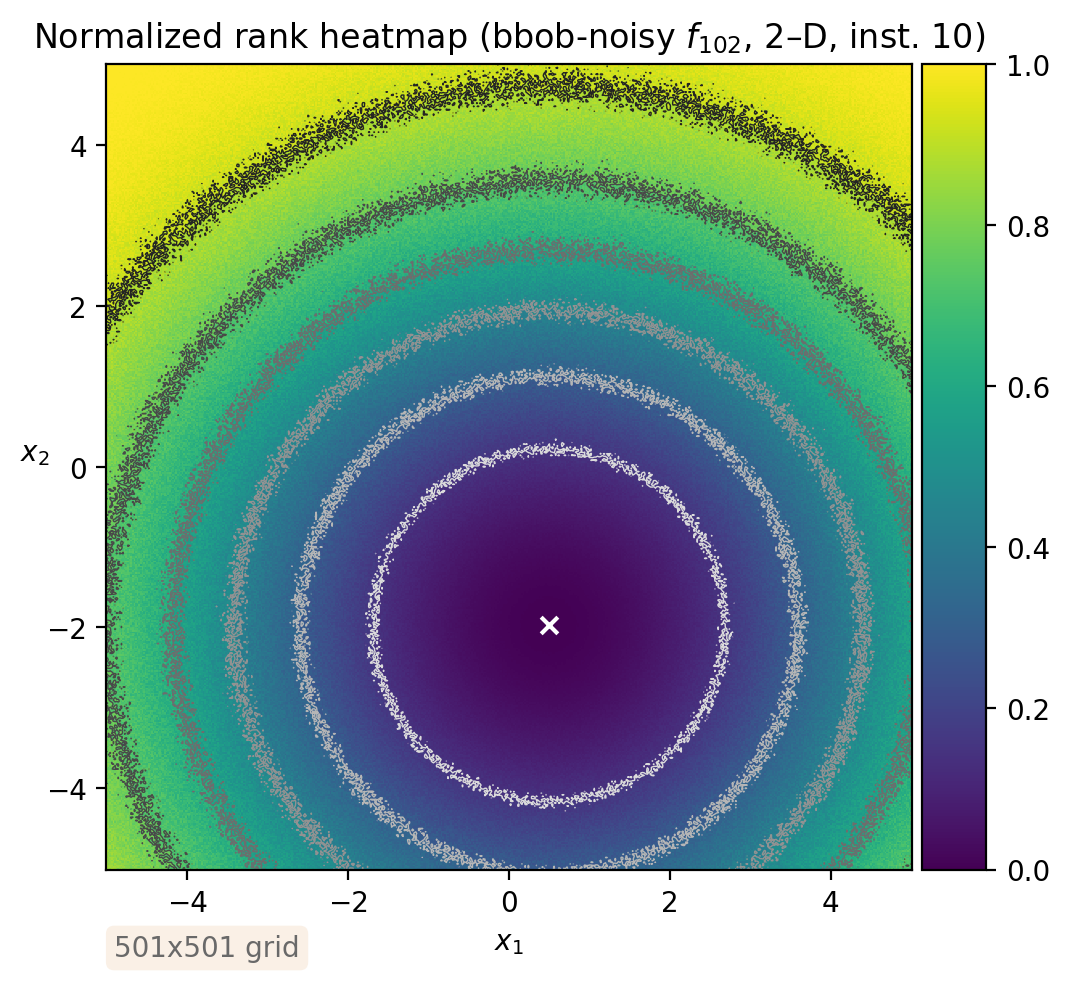 Normalized rank heatmap (bbob-noisy f102, 2–D, inst. 10)
1.0
0.8
0.6
0.4
0.2
0.0
4
2
0
−2
−4
x2
−4 −2 0 2 4
x1
501x501 grid